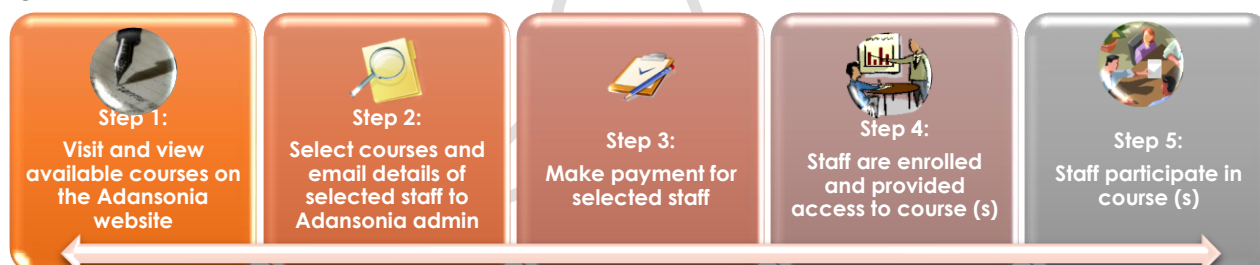 Step 1:
Visit and view
available courses on
the Adansonia
website
Step 2:
Select courses and
email details of
selected staff to
Adansonia admin
Step 3:
Make payment for
selected staff
Step 4:
Staff are enrolled
and provided
access to course (s)
Step 5:
Staff participate in
course (s)